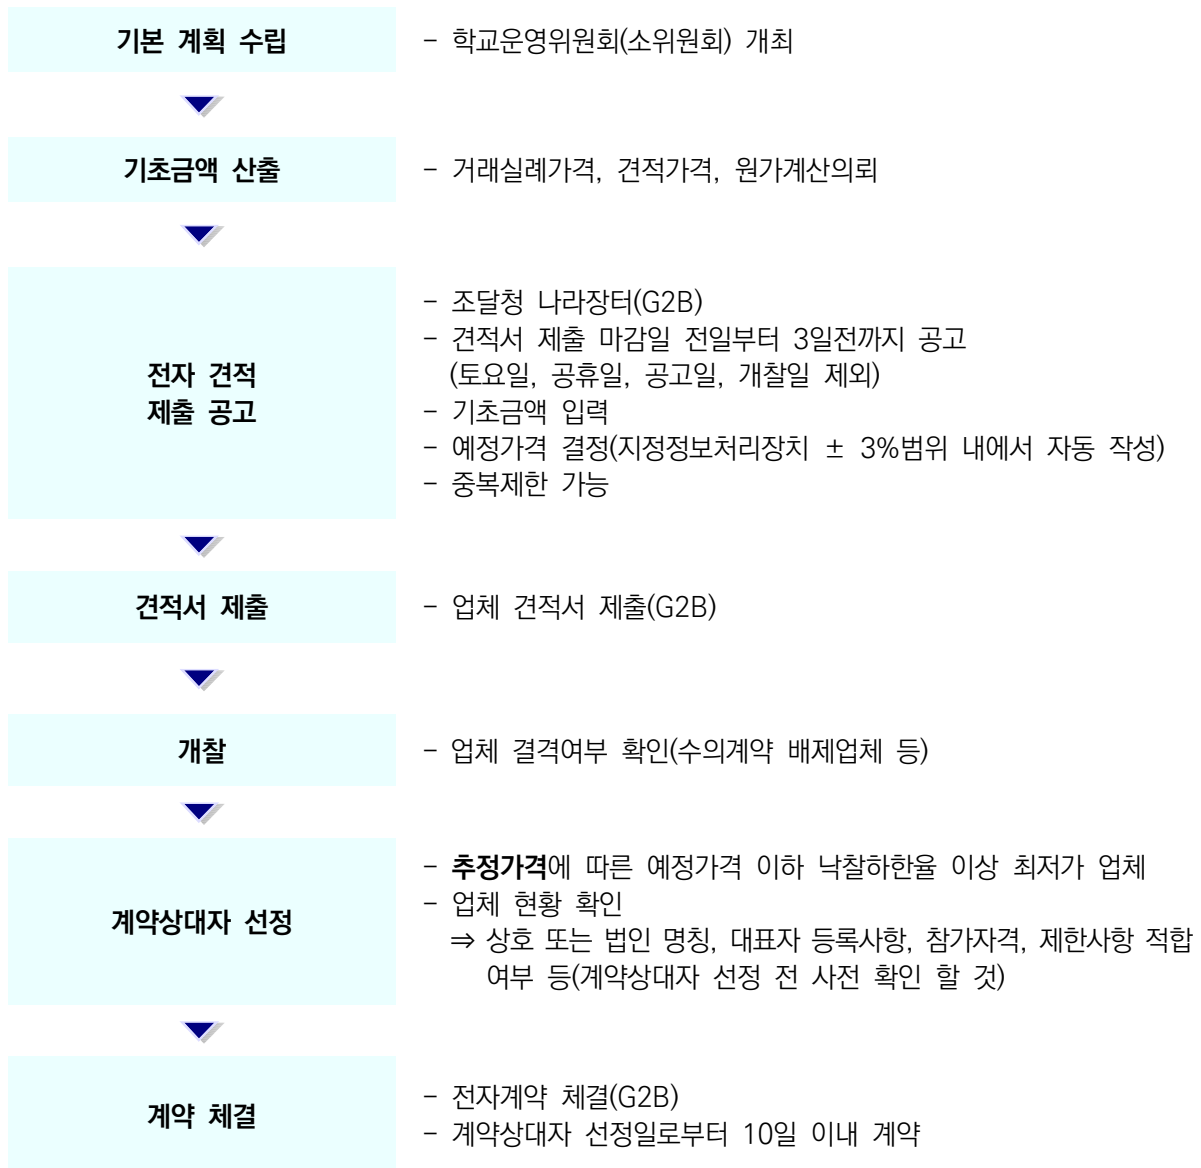 기본 계획 수립
- 학교운영위원회(소위원회) 개최
기초금액 산출
- 거래실례가격, 견적가격, 원가계산의뢰
전자 견적
제출 공고
- 조달청 나라장터(G2B)
- 견적서 제출 마감일 전일부터 3일전까지 공고
(토요일, 공휴일, 공고일, 개찰일 제외)
- 기초금액 입력
- 예정가격 결정(지정정보처리장치 ± 3%범위 내에서 자동 작성)
- 중복제한 가능
견적서 제출
- 업체 견적서 제출(G2B)
개찰
- 업체 결격여부 확인(수의계약 배제업체 등)
계약상대자 선정
- 추정가격에 따른 예정가격 이하 낙찰하한율 이상 최저가 업체
- 업체 현황 확인
⇒ 상호 또는 법인 명칭, 대표자 등록사항, 참가자격, 제한사항 적합
여부 등(계약상대자 선정 전 사전 확인 할 것)
계약 체결
- 전자계약 체결(G2B)
- 계약상대자 선정일로부터 10일 이내 계약